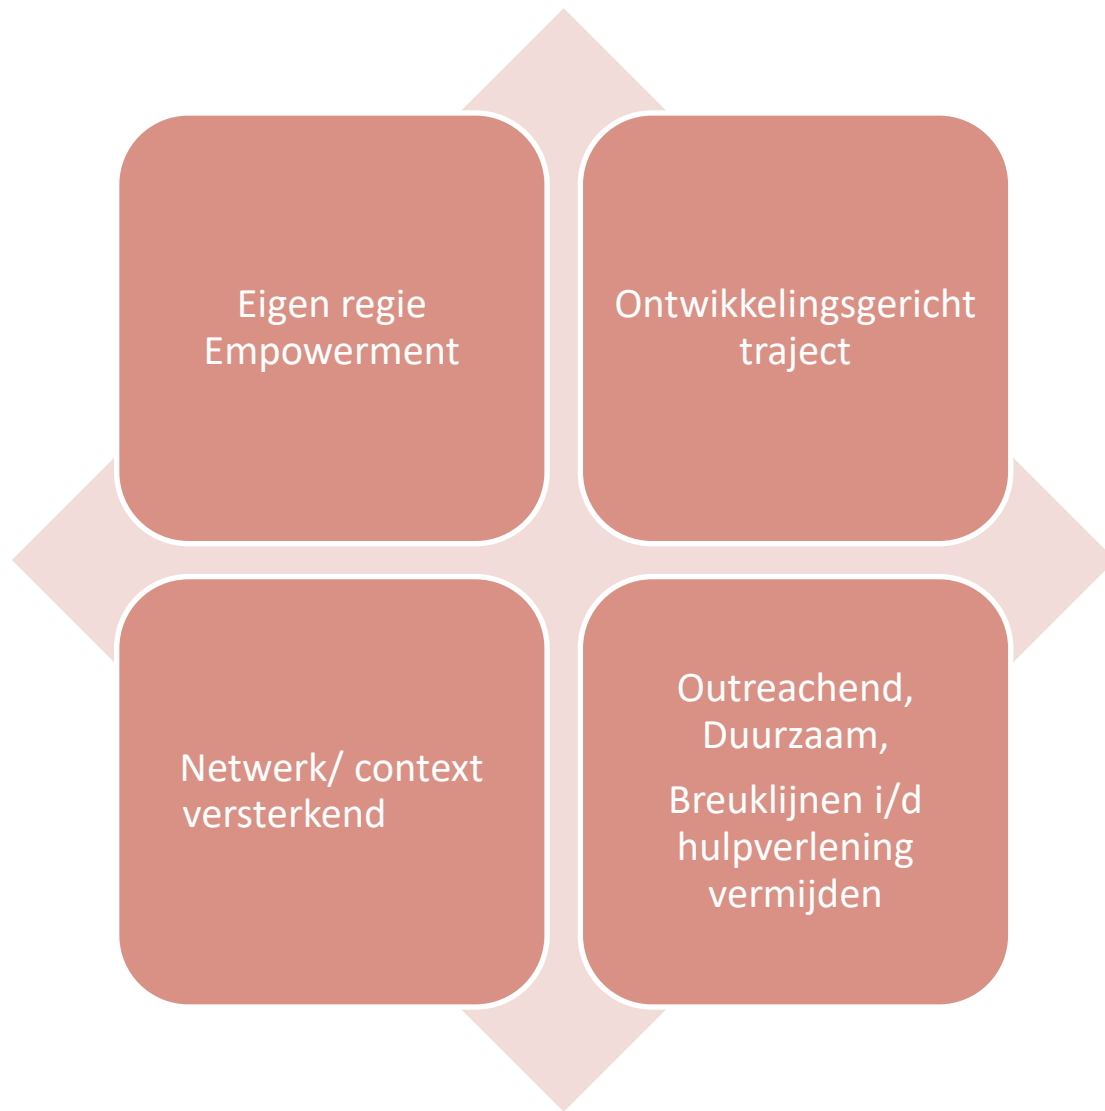 Eigen regie
Empowerment
Ontwikkelingsgericht
traject
Netwerk/ context
versterkend
Outreachend,
Duurzaam,
Breuklijnen i/d
hulpverlening
vermijden